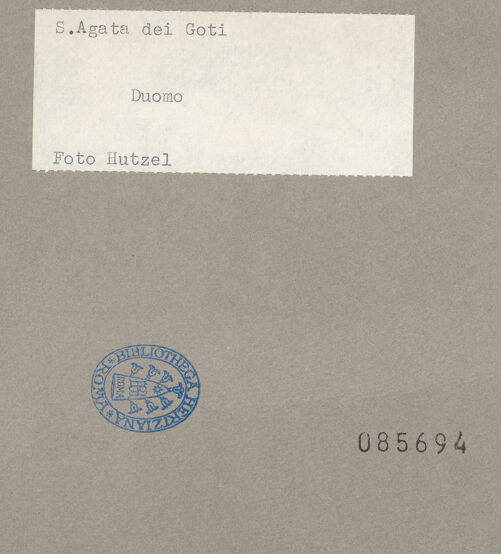 S.Agata dei Goti
Duomo
Foto Hutzel
BIBLIOTHECA HERTZIANA ROMA
085694